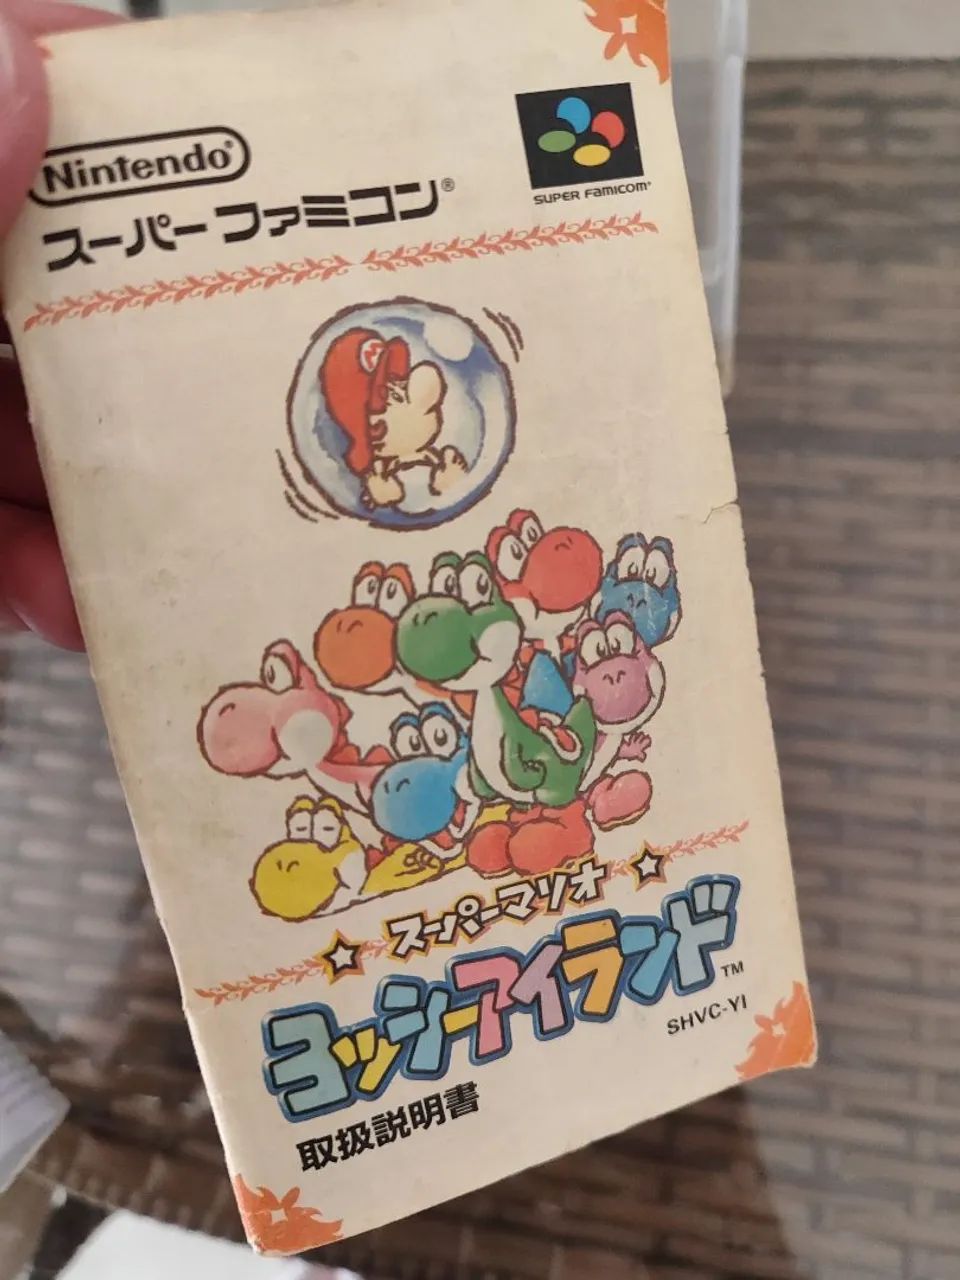 Nintendo®
スーパーファミコン®
SUPER FAMICOM™
M
スーパーマリオ
ヨッシーアイランド™
SHVC-YI
取扱説明書